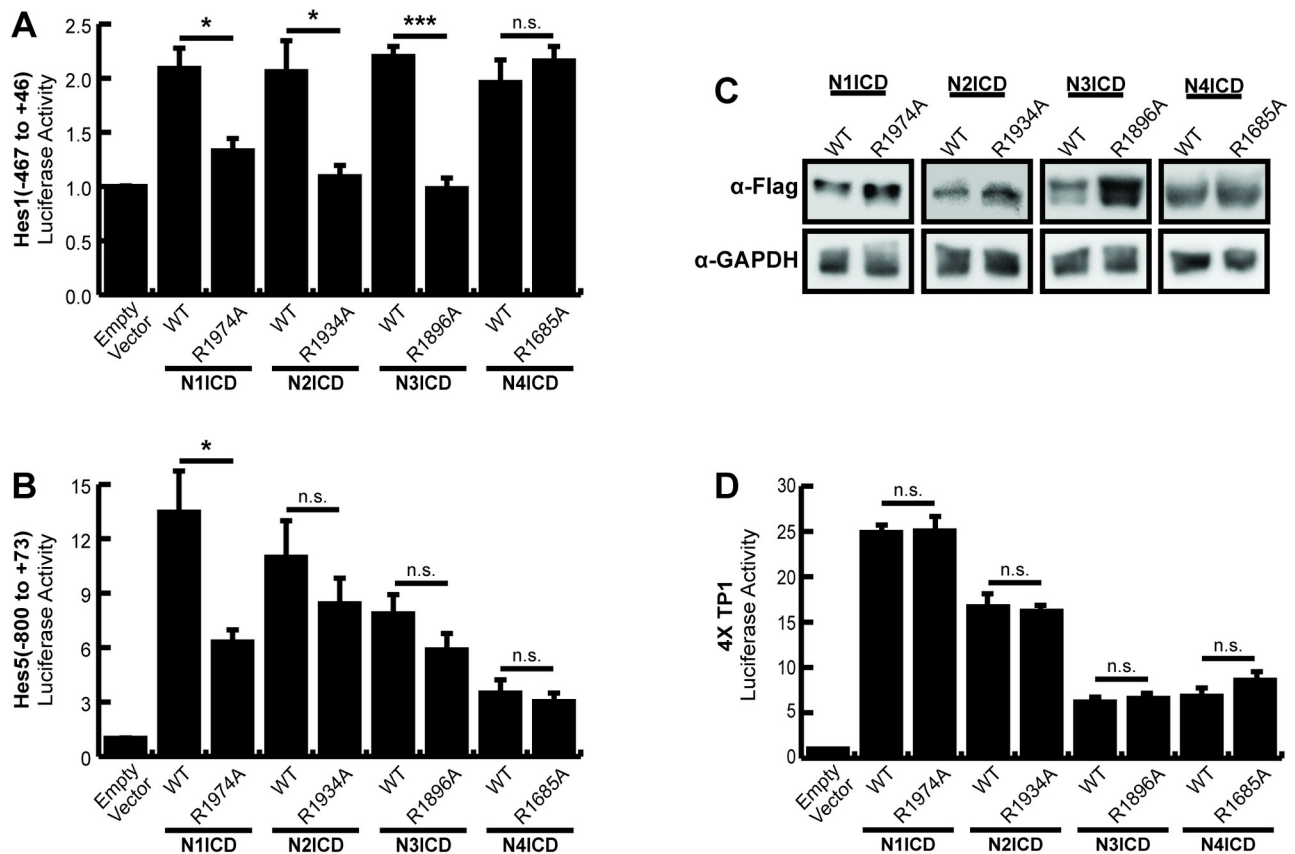 A
Hes1(-467 to +46)
Luciferase Activity
2.5
2.0
1.5
1.0
0.5
0.0
*
*
***
n.s.
Empty
Vector
WT
R1974A
WT
R1934A
WT
R1896A
WT
R1685A
N1ICD
N2ICD
N3ICD
N4ICD
B
Hes5(-800 to +73)
Luciferase Activity
15
12
9
6
3
0
*
n.s.
n.s.
n.s.
Empty
Vector
WT
R1974A
WT
R1934A
WT
R1896A
WT
R1685A
N1ICD
N2ICD
N3ICD
N4ICD
C
N1ICD
N2ICD
N3ICD
N4ICD
WT
R1974A
WT
R1934A
WT
R1896A
WT
R1685A
α-Flag
α-GAPDH
D
4X TP1
Luciferase Activity
30
25
20
15
10
5
0
n.s.
n.s.
n.s.
n.s.
Empty
Vector
WT
R1974A
WT
R1934A
WT
R1896A
WT
R1685A
N1ICD
N2ICD
N3ICD
N4ICD